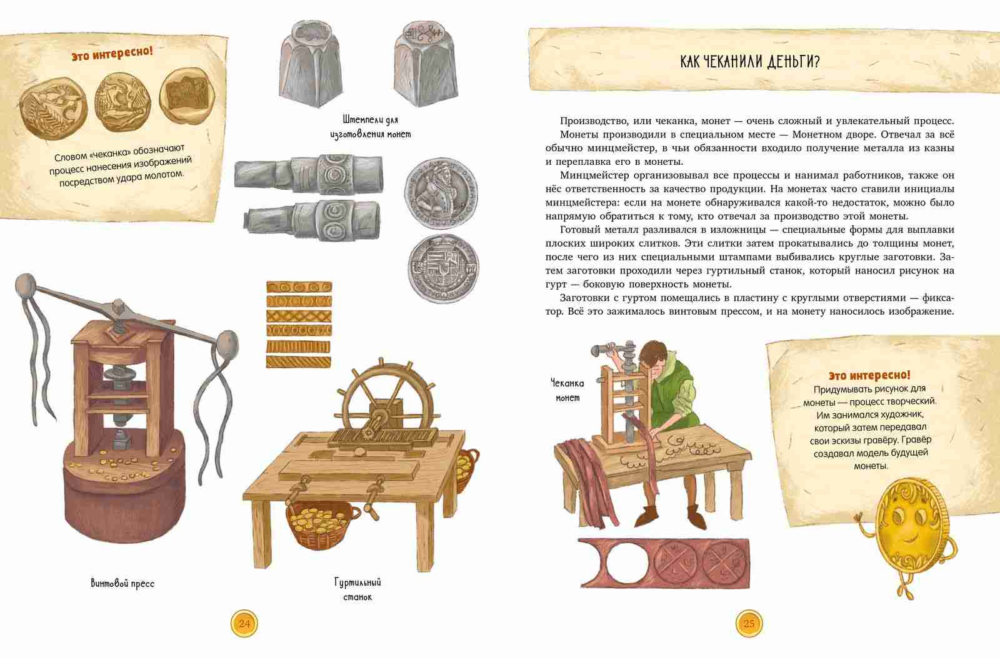 Это интересно!
Словом «чеканка» обозначают
процесс нанесения изображений
посредством удара молотом.
Штемпели для
изготовления монет
Винтовой пресс
Гуртильный
станок
24
КАК ЧЕКАНИЛИ ДЕНЬГИ?
Производство, или чеканка, монет — очень сложный и увлекательный процесс.
Монеты производили в специальном месте — Монетном дворе. Отвечал за всё
обычно минцмейстер, в чьи обязанности входило получение металла из казны
и переплавка его в монеты.
Минцмейстер организовывал все процессы и нанимал работников, также он
нёс ответственность за качество продукции. На монетах часто ставили инициалы
минцмейстера: если на монете обнаруживался какой-то недостаток, можно было
напрямую обратиться к тому, кто отвечал за производство этой монеты.
Готовый металл разливался в изложницы — специальные формы для выплавки
плоских широких слитков. Эти слитки затем прокатывались до толщины монет,
после чего из них специальными штампами выбивались круглые заготовки. За-
тем заготовки проходили через гуртильный станок, который наносил рисунок на
гурт — боковую поверхность монеты.
Заготовки с гуртом помещались в пластину с круглыми отверстиями — фикса-
тор. Всё это зажималось винтовым прессом, и на монету наносилось изображение.
Чеканка
монет
Это интересно!
Придумывать рисунок для
монеты — процесс творческий.
Им занимался художник,
который затем передавал
свои эскизы гравёру. Гравёр
создавал модель будущей
монеты.
25